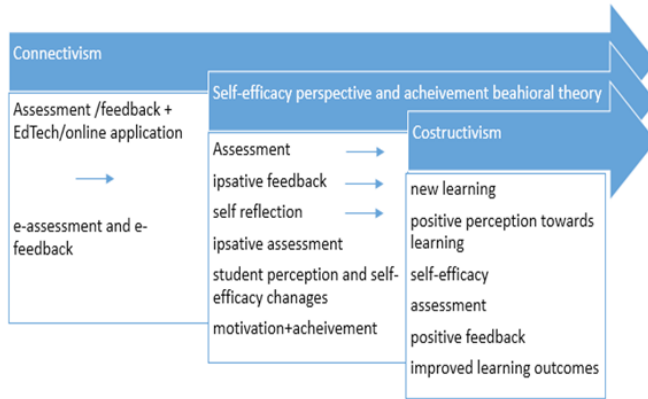 Connectivism
Assessment /feedback +
EdTech/online application
e-assessment and e-
feedback
Self-efficacy perspective and acheivement beahioral theory
Assessment
ipsative feedback
self reflection
ipsative assessment
student perception and self-
efficacy chanages
motivation+acheivement
Costructivism
new learning
positive perception towards
learning
self-efficacy
assessment
positive feedback
improved learning outcomes